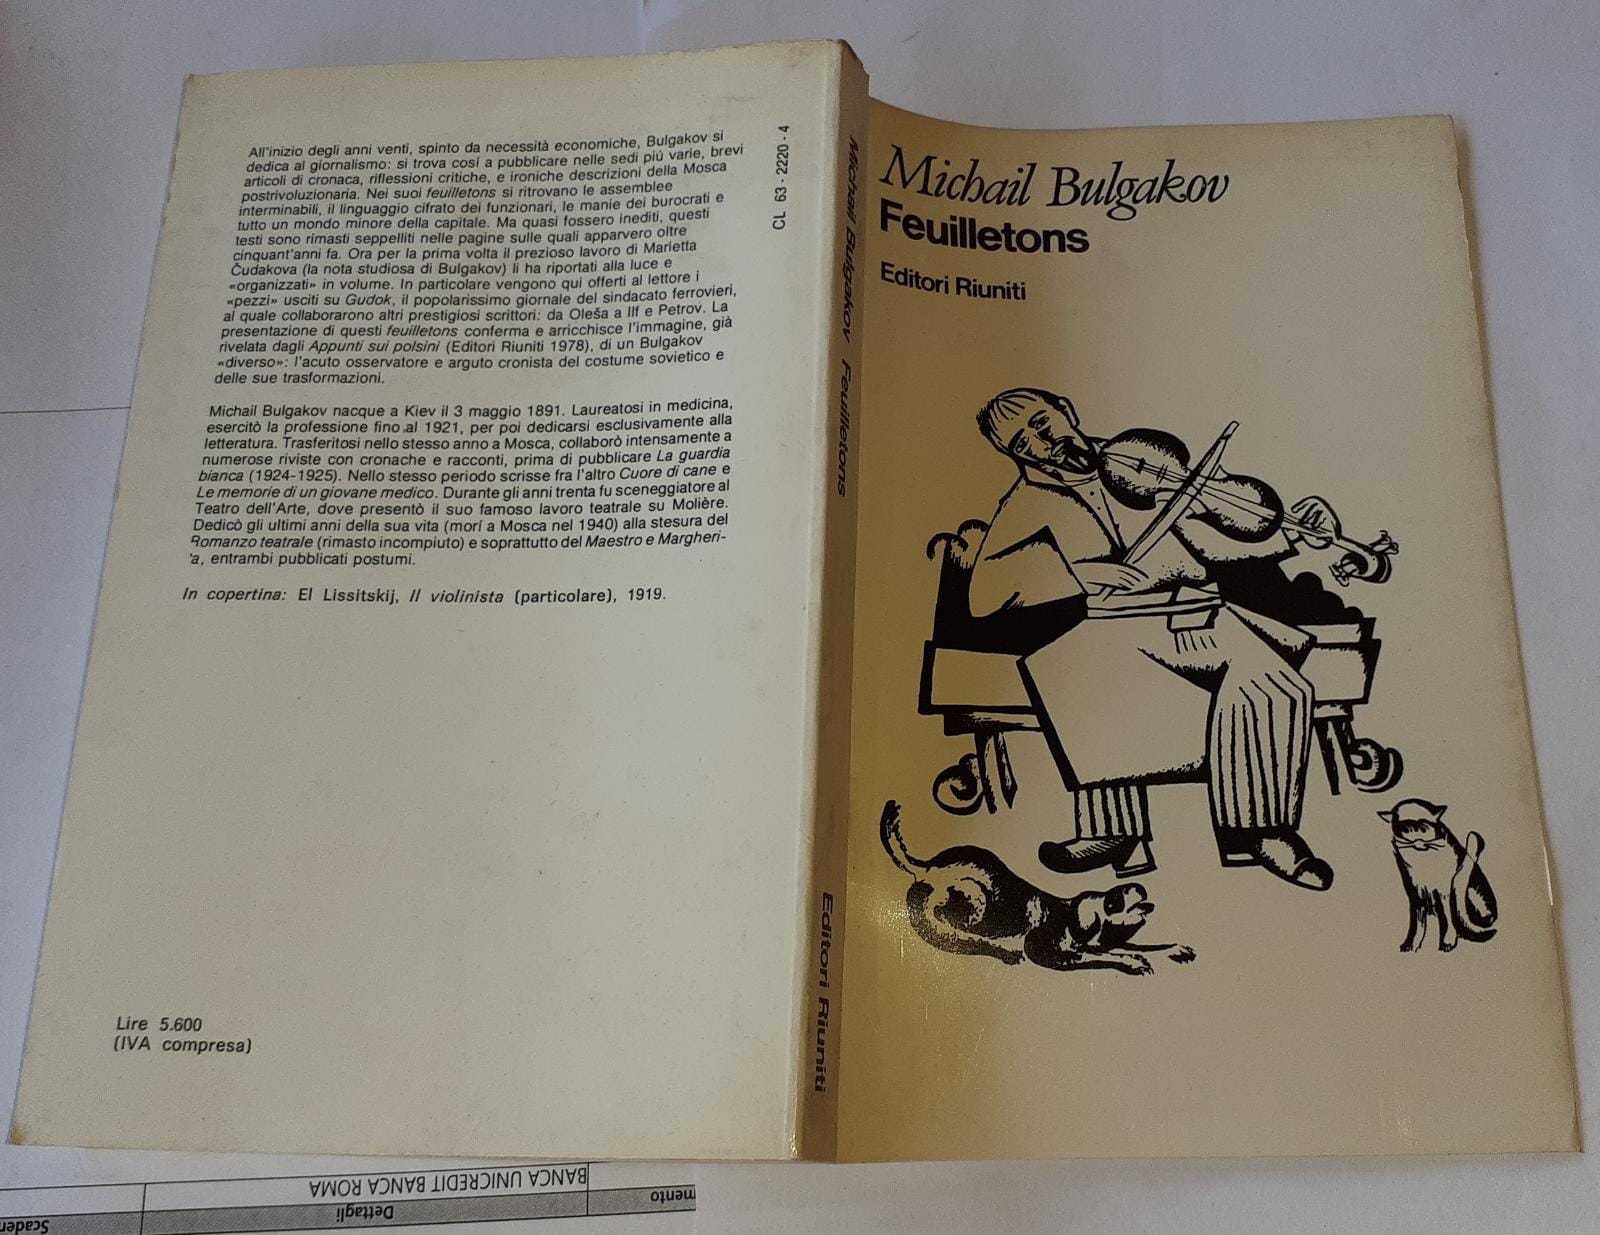 All'inizio degli anni venti, spinto da necessità economiche, Bulgakov si
dedica al giornalismo: si trova cosí a pubblicare nelle sedi piú varie, brevi
articoli di cronaca, riflessioni critiche, e ironiche descrizioni della Mosca
postrivoluzionaria. Nei suoi feuilletons si ritrovano le assemblee
interminabili, il linguaggio cifrato dei funzionari, le manie dei burocrati e
tutto un mondo minore della capitale. Ma quasi fossero inediti, questi
testi sono rimasti seppelliti nelle pagine sulle quali apparvero oltre
cinquant'anni fa. Ora per la prima volta il prezioso lavoro di Marietta
Čudakova (la nota studiosa di Bulgakov) li ha riportati alla luce e
«organizzati» in volume. In particolare vengono qui offerti al lettore i
«pezzi» usciti su Gudok, il popolarissimo giornale del sindacato ferrovieri,
al quale collaborarono altri prestigiosi scrittori: da Oleša a Ilf e Petrov. La
presentazione di questi feuilletons conferma e arricchisce l'immagine, già
rivelata dagli Appunti sui polsini (Editori Riuniti 1978), di un Bulgakov
«diverso»: l'acuto osservatore e arguto cronista del costume sovietico e
delle sue trasformazioni.
Michail Bulgakov nacque a Kiev il 3 maggio 1891. Laureatosi in medicina,
esercitò la professione fino al 1921, per poi dedicarsi esclusivamente alla
letteratura. Trasferitosi nello stesso anno a Mosca, collaborò intensamente a
numerose riviste con cronache e racconti, prima di pubblicare La guardia
bianca (1924-1925). Nello stesso periodo scrisse fra l'altro Cuore di cane e
Le memorie di un giovane medico. Durante gli anni trenta fu sceneggiatore al
Teatro dell'Arte, dove presentò il suo famoso lavoro teatrale su Molière.
Dedicò gli ultimi anni della sua vita (morí a Mosca nel 1940) alla stesura del
Romanzo teatrale (rimasto incompiuto) e soprattutto del Maestro e Margheri-
ta, entrambi pubblicati postumi.
In copertina: El Lissitskij, Il violinista (particolare), 1919.
Lire 5.600
(IVA compresa)
CL 63-2220-4
Michail Bulgakov Feuilletons
Editori Riuniti
Michail Bulgakov
Feuilletons
Editori Riuniti
BANCA UNICREDIT BANCA ROMA
mento
Dettagli
Scaden